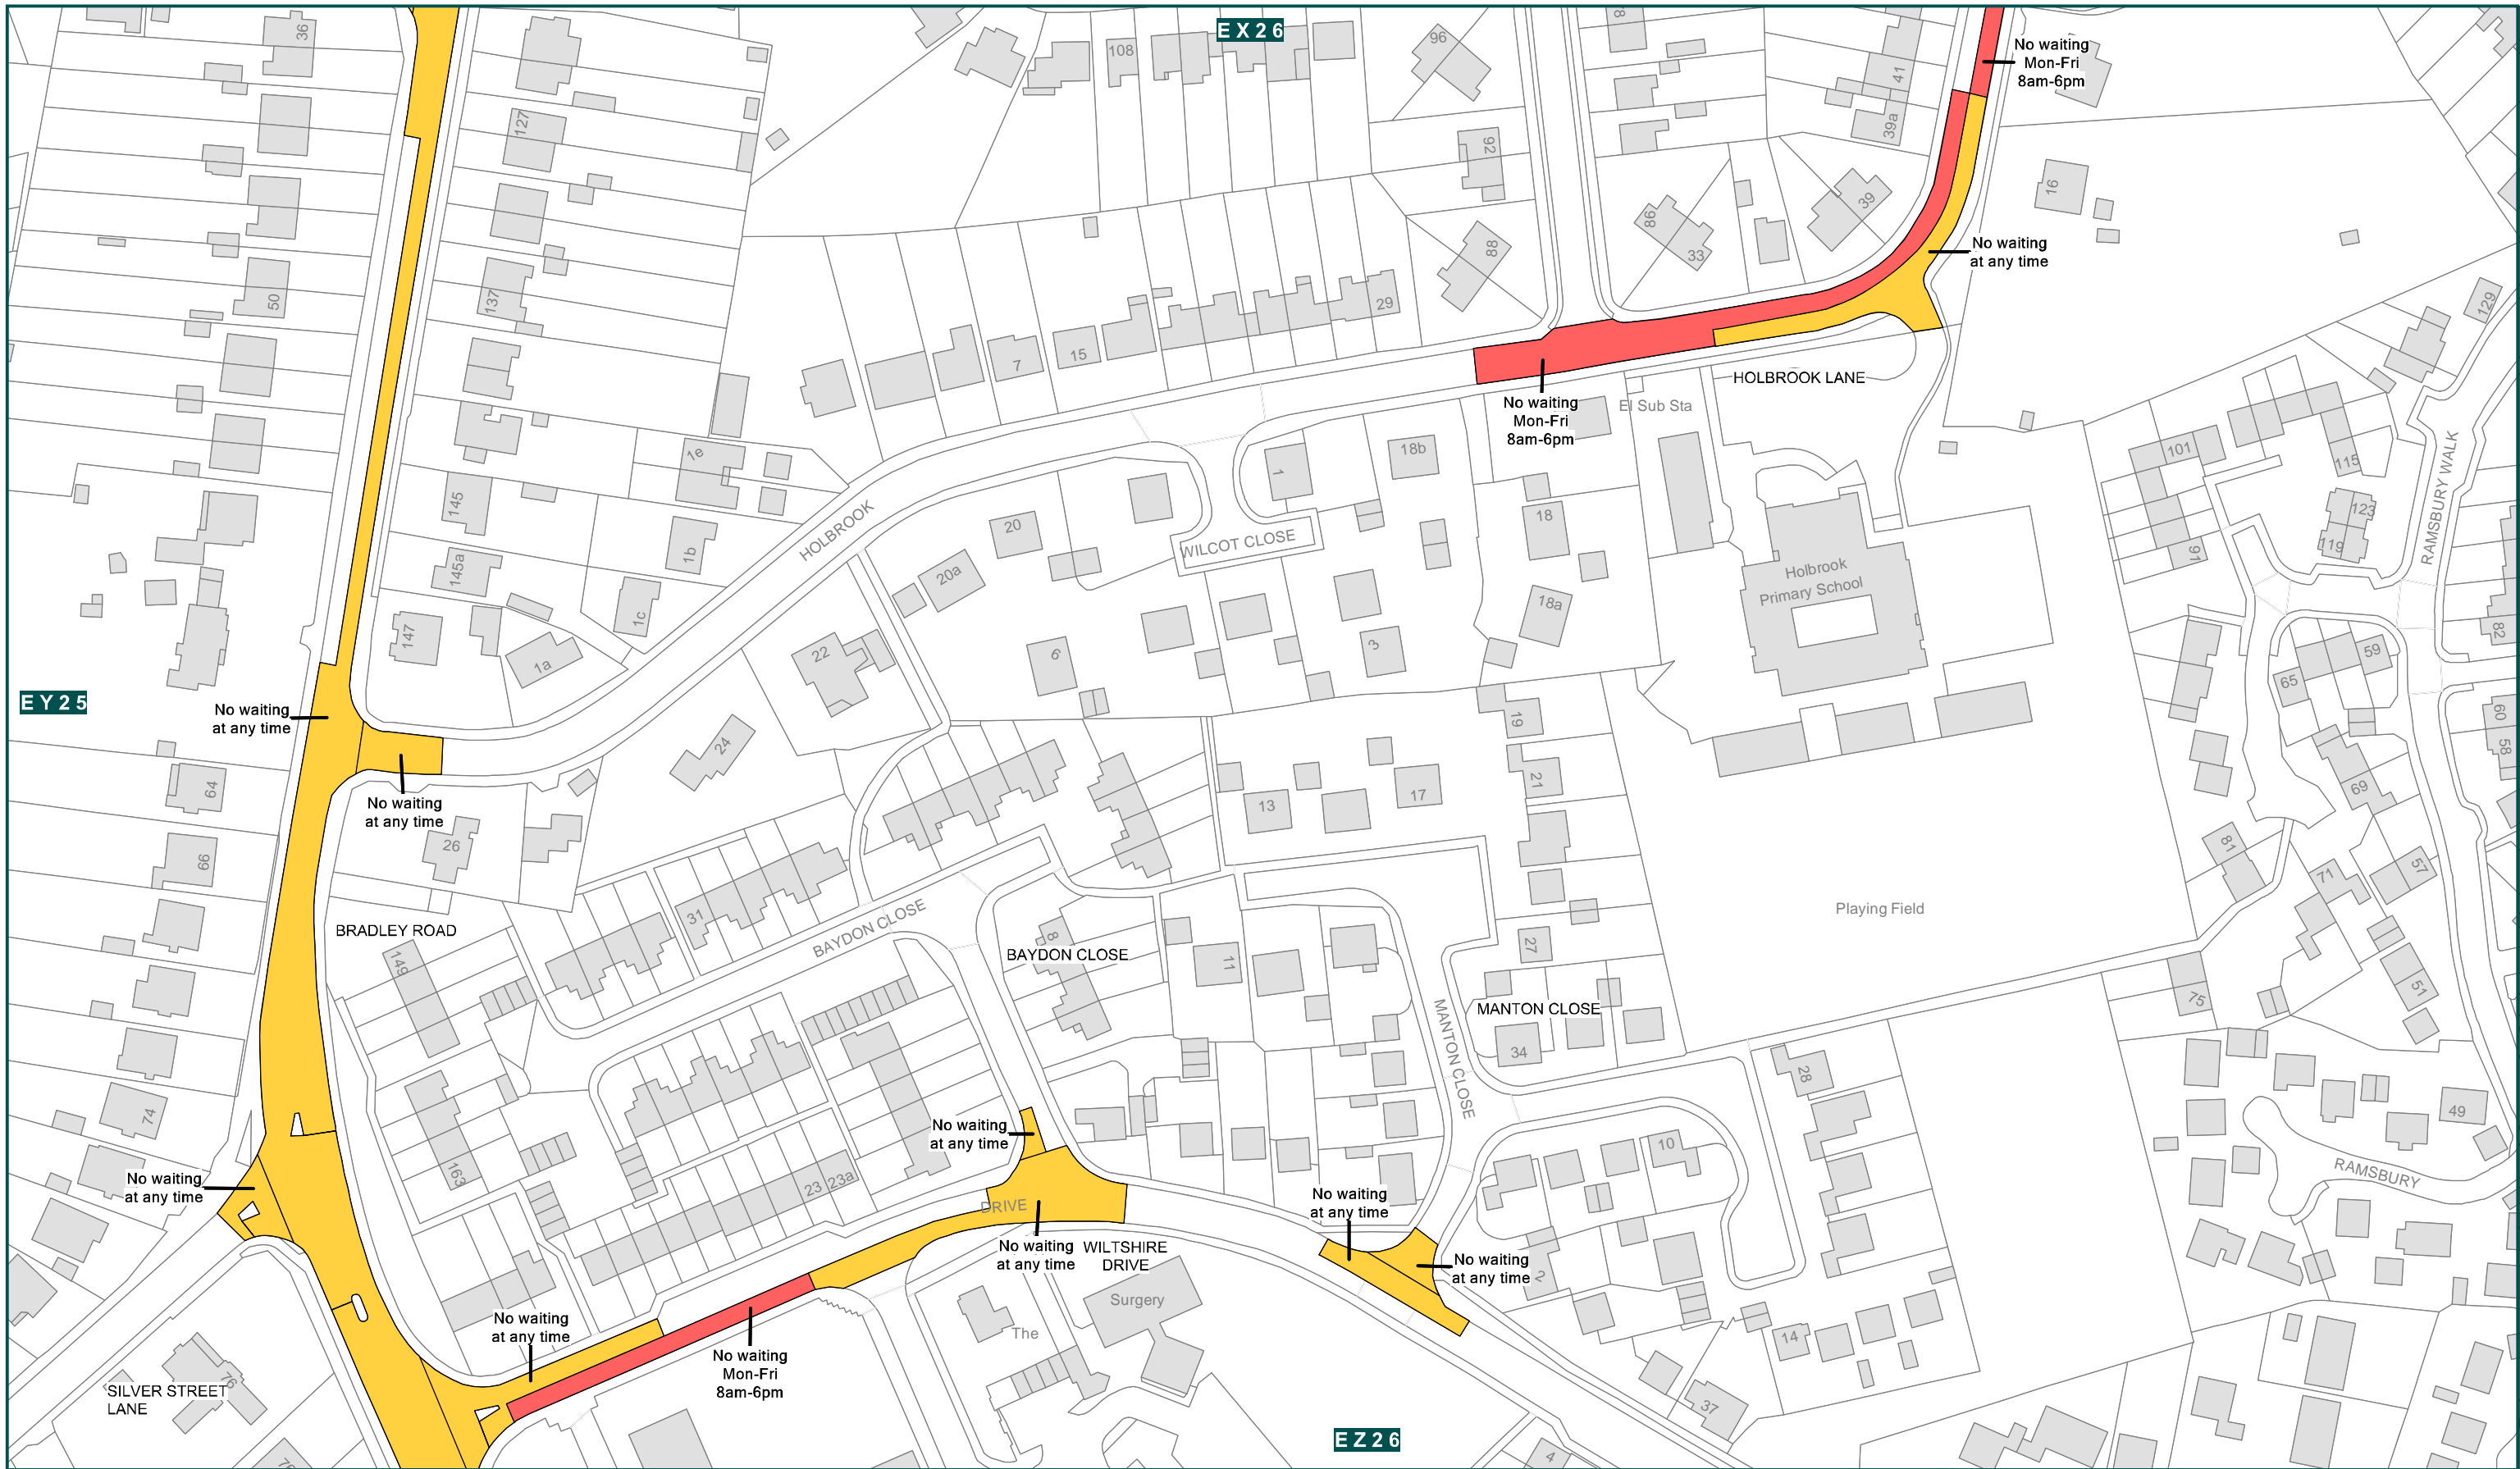 EX26
36
108
96
8
41
No waiting
Mon-Fri
8am-6pm
127
39a
92
16
39
86
33
88
No waiting
at any time
50
137
29
129
15
7
HOLBROOK LANE
El Sub Sta
No waiting
Mon-Fri
8am-6pm
101
115
RAMSBURY WALK
1e
18b
1
145
HOLBROOK
20
18
123
119
91
WILCOT CLOSE
1b
145a
20a
Holbrook
Primary School
1c
18a
147
22
1a
6
3
82
59
65
EY25
No waiting
at any time
19
60
58
24
64
No waiting
at any time
21
17
13
69
26
66
81
57
71
31
BRADLEY ROAD
BAYDON CLOSE
8
BAYDON CLOSE
Playing Field
27
149
11
75
51
MANTON CLOSE
MANTON CLOSE
34
28
74
49
No waiting
at any time
10
163
23
23a
RAMSBURY
No waiting
at any time
DRIVE
No waiting
at any time
No waiting
at any time
WILTSHIRE
DRIVE
No waiting
at any time
2
Surgery
The
No waiting
at any time
14
No waiting
Mon-Fri
8am-6pm
SILVER STREET
LANE
76
37
EZ26
4